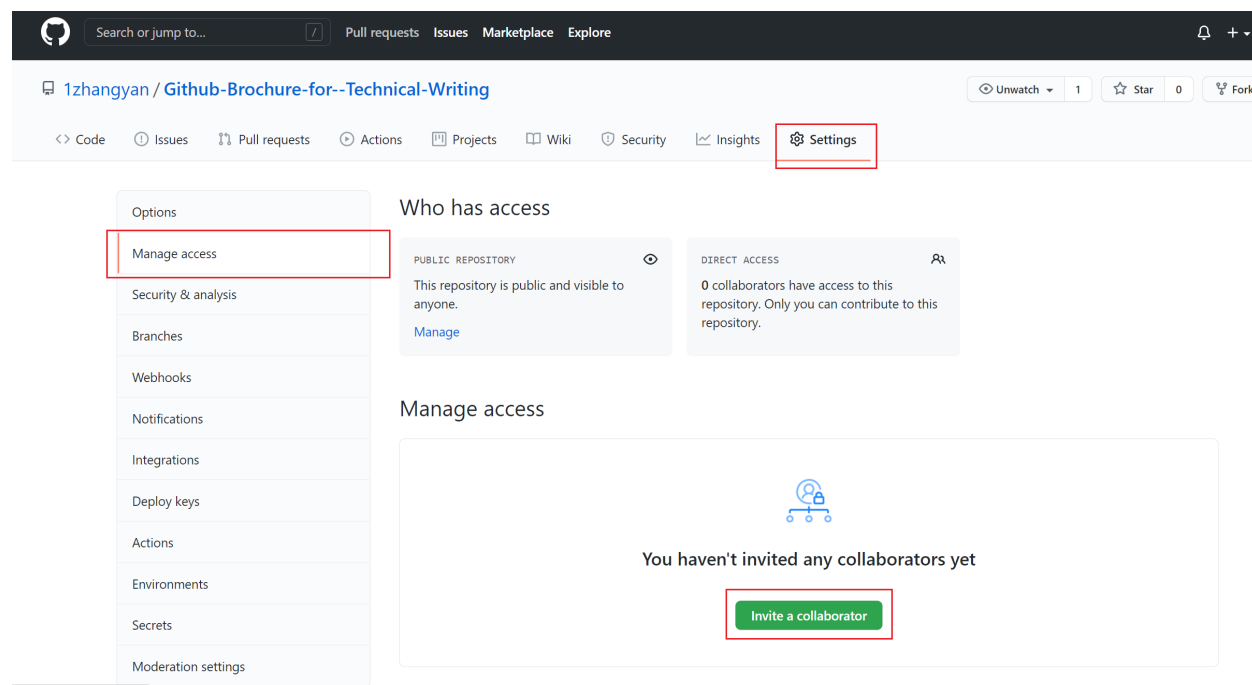 Search or jump to... /
Pull requests Issues Marketplace Explore
1zhangyan / Github-Brochure-for--Technical-Writing
Unwatch 1 Star 0 Fork
Code Issues Pull requests Actions Projects Wiki Security Insights Settings
Options
Manage access
Security & analysis
Branches
Webhooks
Notifications
Integrations
Deploy keys
Actions
Environments
Secrets
Moderation settings
Who has access
PUBLIC REPOSITORY
This repository is public and visible to
anyone.
Manage
DIRECT ACCESS
0 collaborators have access to this
repository. Only you can contribute to this
repository.
Manage access
You haven't invited any collaborators yet
Invite a collaborator